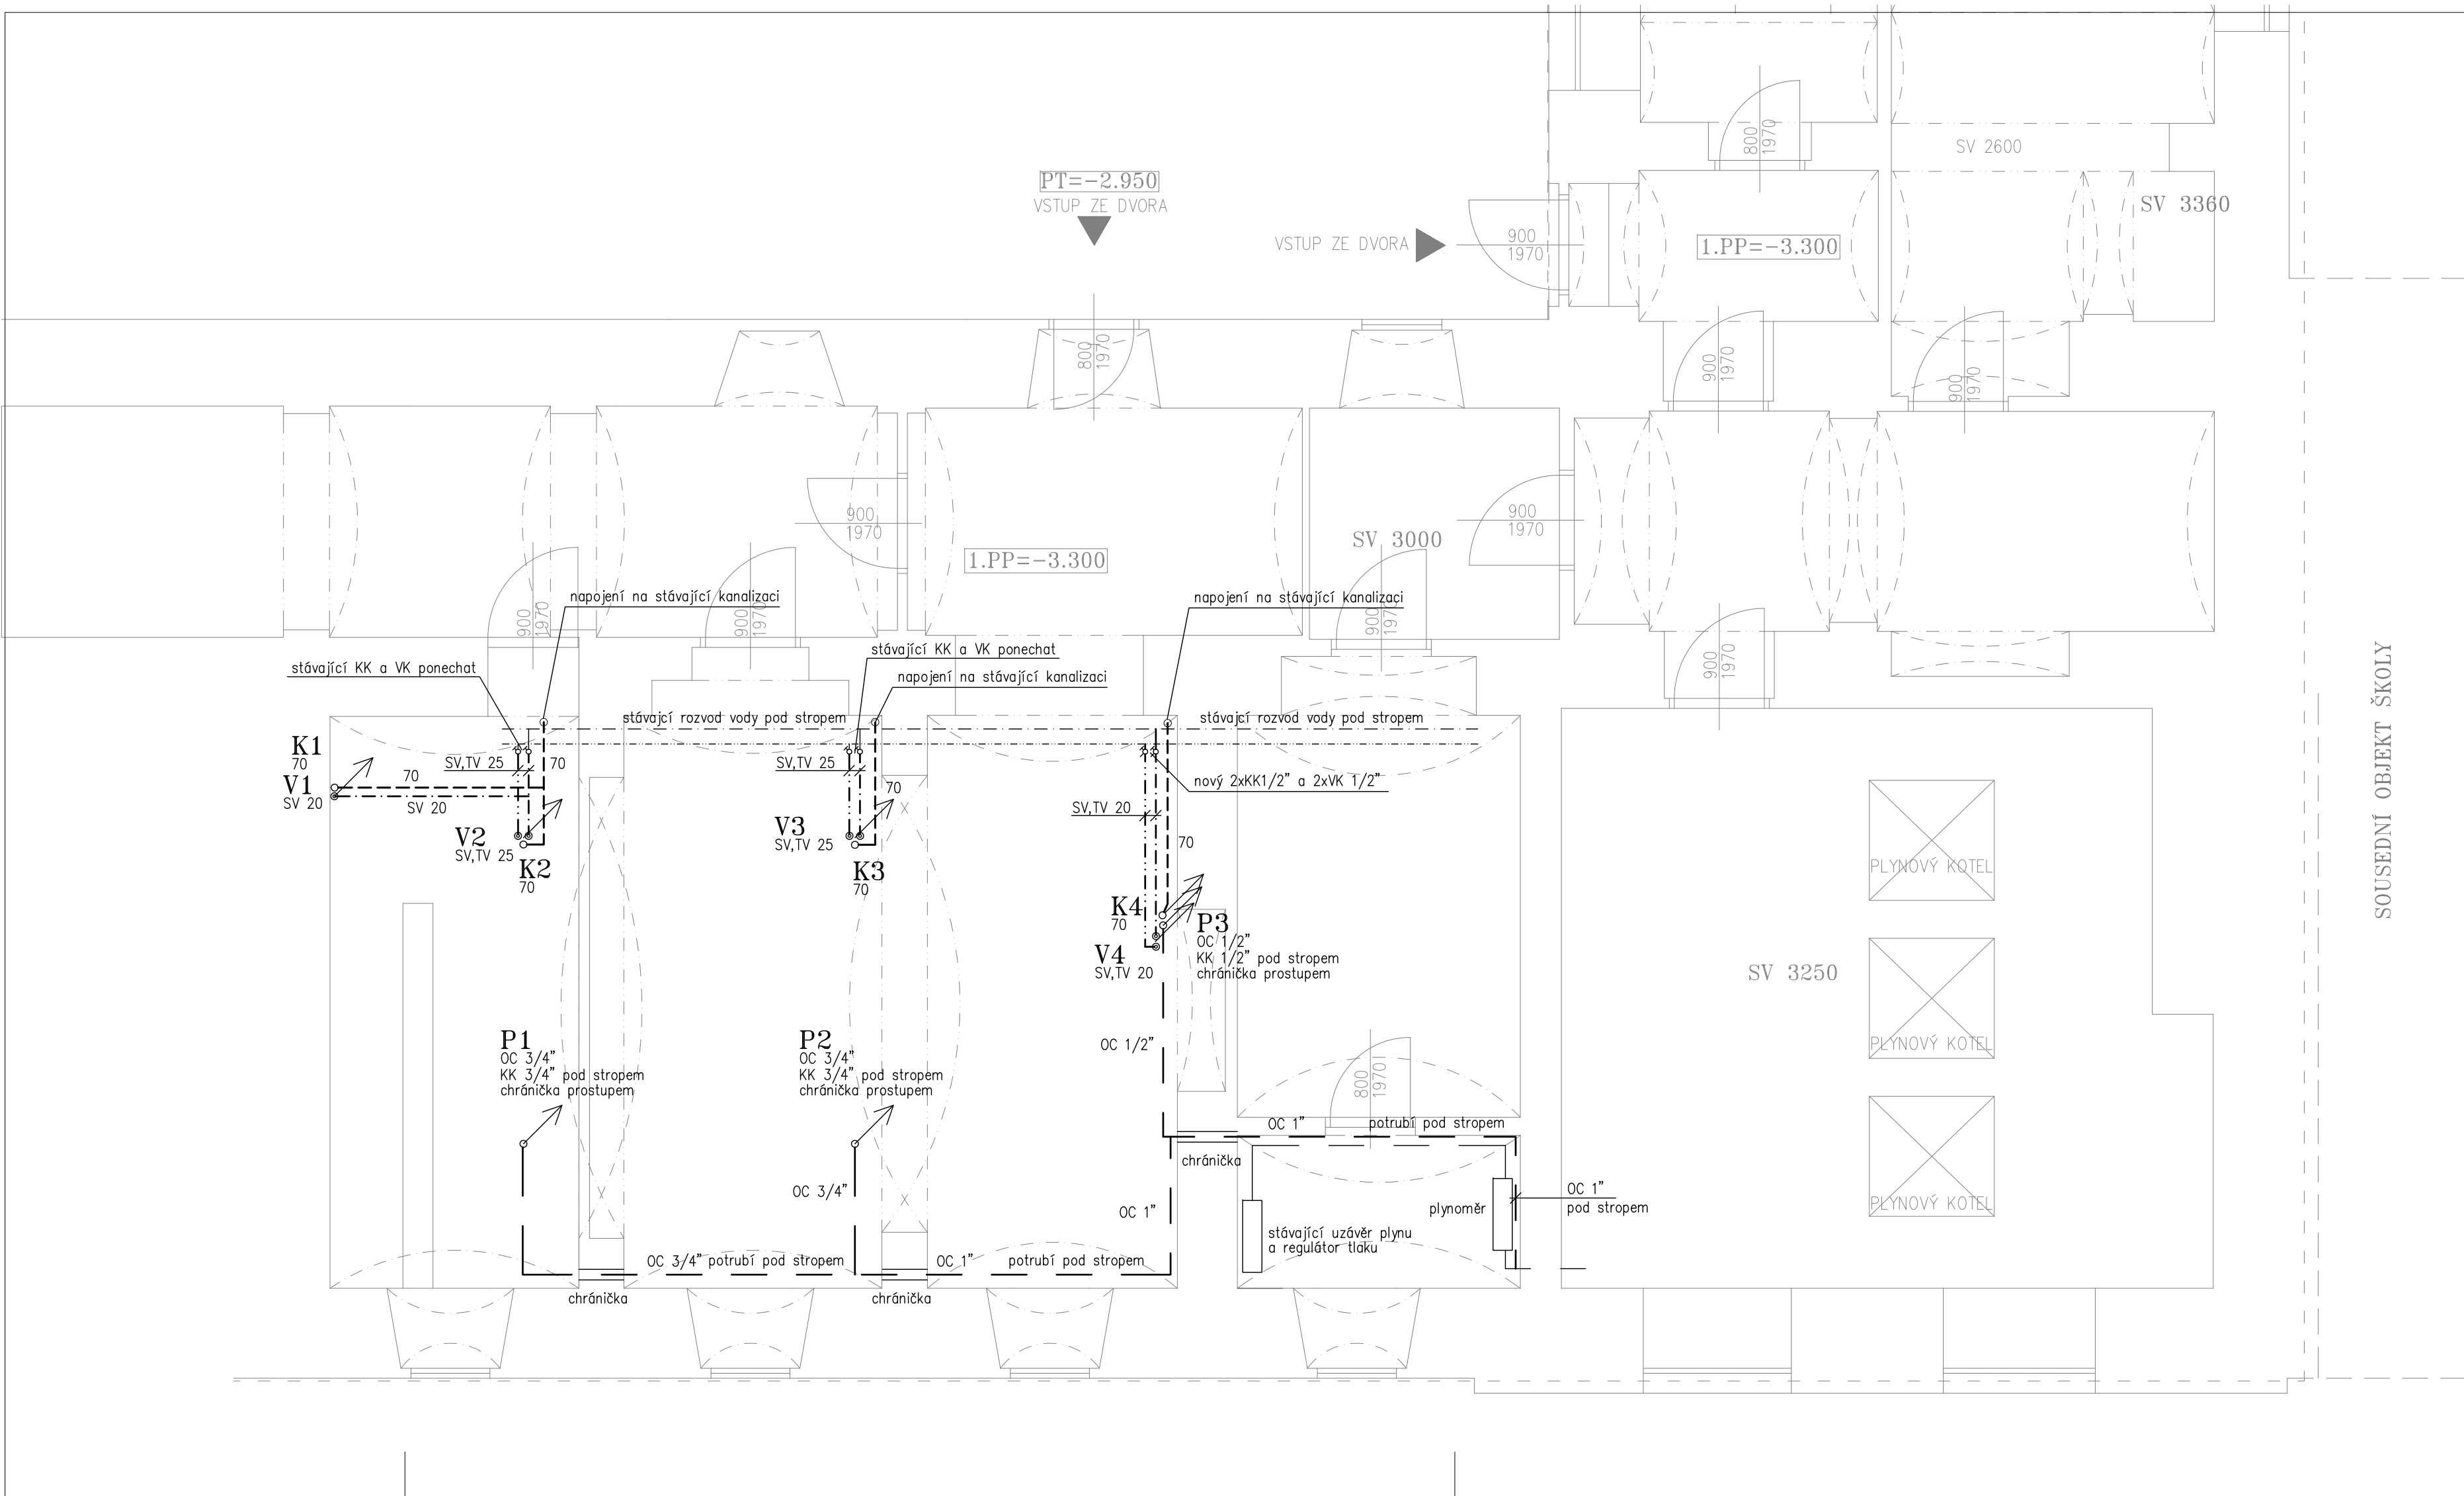 800
1970
SV 2600
PT=-2.950
VSTUP ZE DVORA
SV 3360
VSTUP ZE DVORA
900
1970
1.PP=-3.300
800
1970
900
1970
900
1970
900
1970
900
1970
SV 3000
1.PP=-3.300
napojení na stávající kanalizaci
napojení na stávající kanalizaci
900
1970
900
1970
900
1970
stávající KK a VK ponechat
stávající KK a VK ponechat
900
1970
napojení na stávající kanalizaci
SOUSEDNÍ OBJEKT ŠKOLY
stávajcí rozvod vody pod stropem
stávající rozvod vody pod stropem
K1
70
V1
SV 20
70
SV 20
SV,TV 25
70
SV,TV 25
70
nový 2xKK1/2" a 2xVK 1/2"
SV,TV 20
V2
SV,TV 25
K2
70
V3
SV,TV 25
K3
70
70
PLYNOVÝ KOTEL
K4
70
V4
SV,TV 20
P3
OC 1/2"
KK 1/2" pod stropem
chránička prostupem
SV 3250
P1
OC 3/4"
KK 3/4" pod stropem
chránička prostupem
P2
OC 3/4"
KK 3/4" pod stropem
chránička prostupem
OC 1/2"
PLYNOVÝ KOTEL
800
1970
OC 1"
potrubí pod stropem
chránička
OC 3/4"
OC 1"
plynoměr
OC 1"
pod stropem
PLYNOVÝ KOTEL
stávající uzávěr plynu
a regulátor tlaku
OC 3/4" potrubí pod stropem
OC 1"
potrubí pod stropem
chránička
chránička